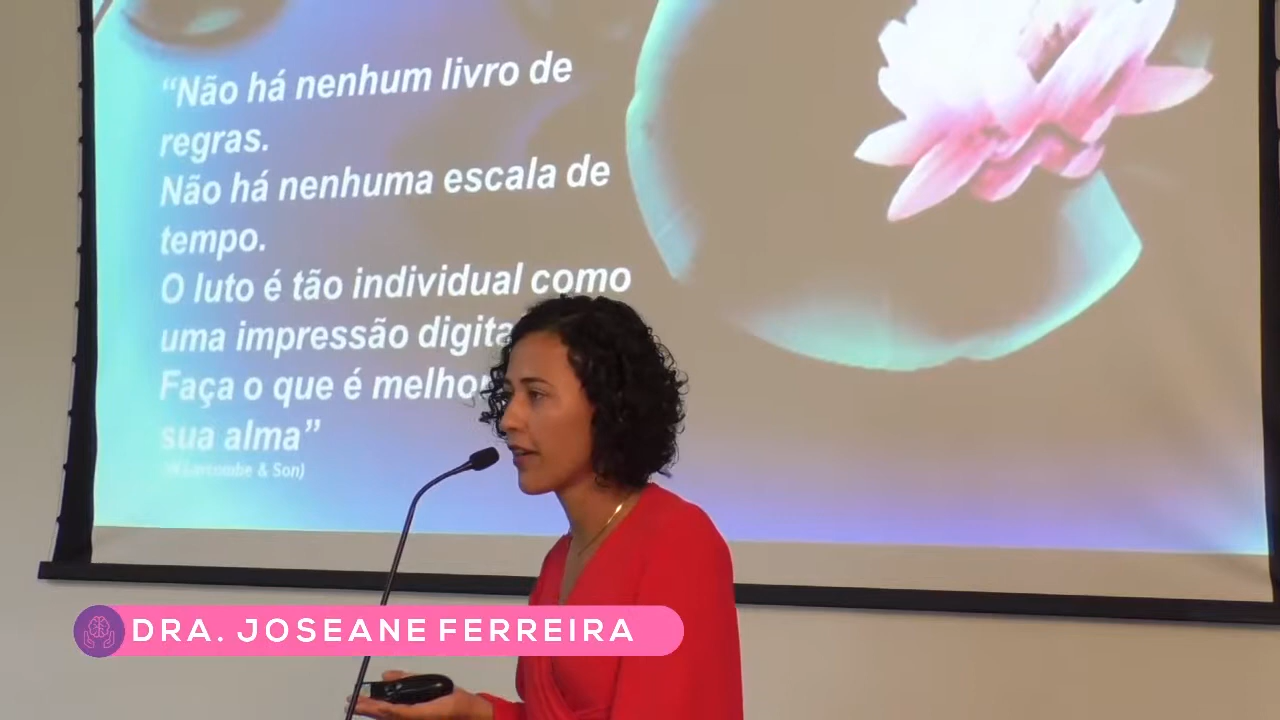 “Não há nenhum livro de
regras.
Não há nenhuma escala de
tempo.
O luto é tão individual como
uma impressão
Faça o que é
sua alma”
& Son)
DRA. JOSEANE FERREIRA